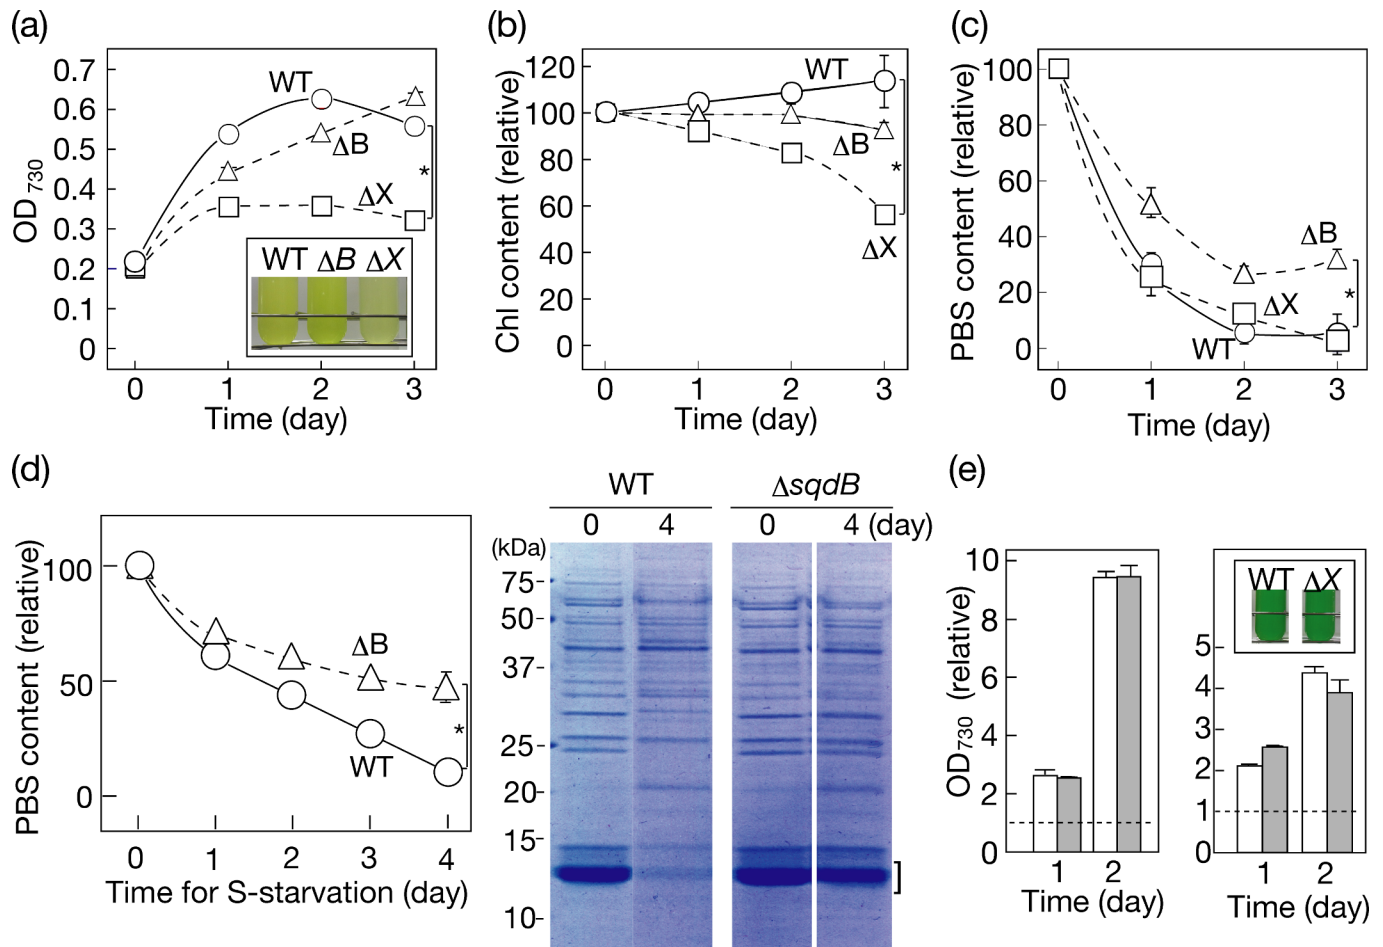 (a)
0.7
0.6
0.5
0.4
0.3
0.2
0.1
0
OD730
WT
ΔB
ΔX
*
WT ΔB ΔX
0 1 2 3
Time (day)
(b)
120
100
80
60
40
20
0
Chl content (relative)
WT
ΔB
*
ΔX
0 1 2 3
Time (day)
(c)
100
80
60
40
20
0
PBS content (relative)
ΔB
*
ΔX
WT
0 1 2 3
Time (day)
(d)
100
50
0
PBS content (relative)
ΔB
*
WT
0 1 2 3 4
Time for S-starvation (day)
WT ΔsqdB
0 4 0 4 (day)
(kDa)
75
50
37
25
20
15
10
]
(e)
10
8
6
4
2
0
OD730 (relative)
1 2
Time (day)
WT ΔX
5
4
3
2
1
0
1 2
Time (day)